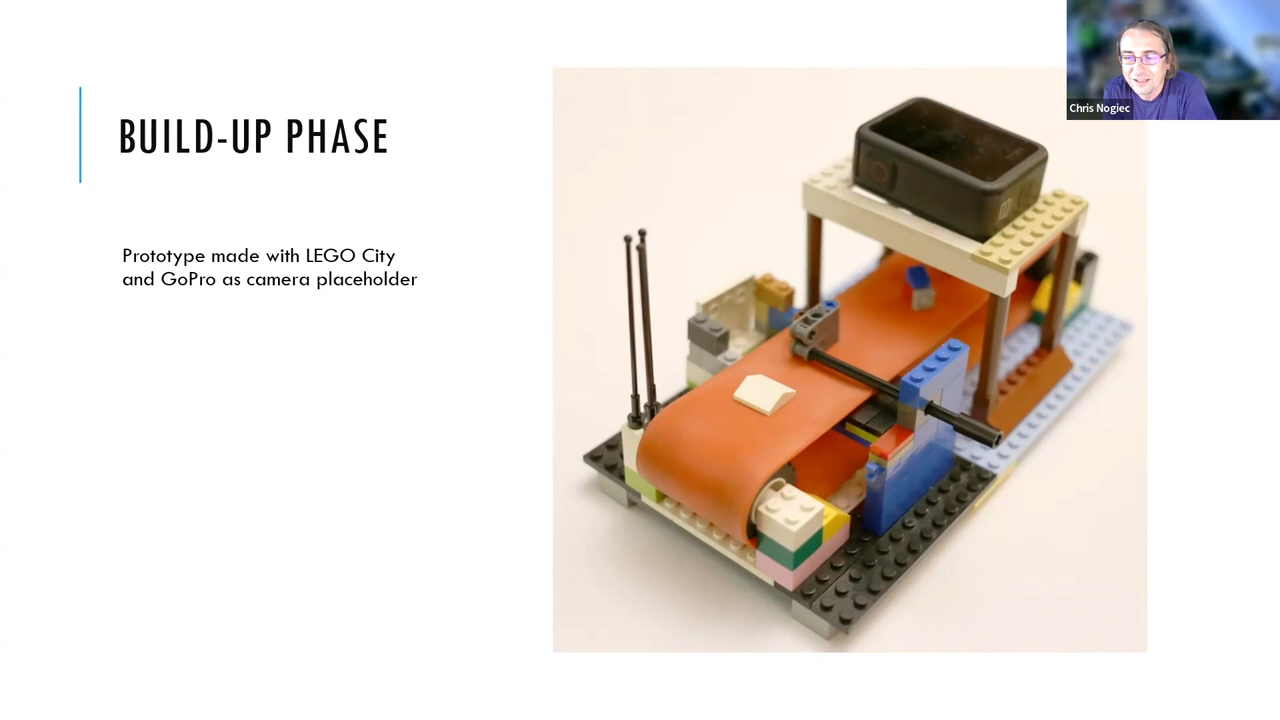 BUILD-UP PHASE
Prototype made with LEGO City
and GoPro as camera placeholder
Chris Nogiec